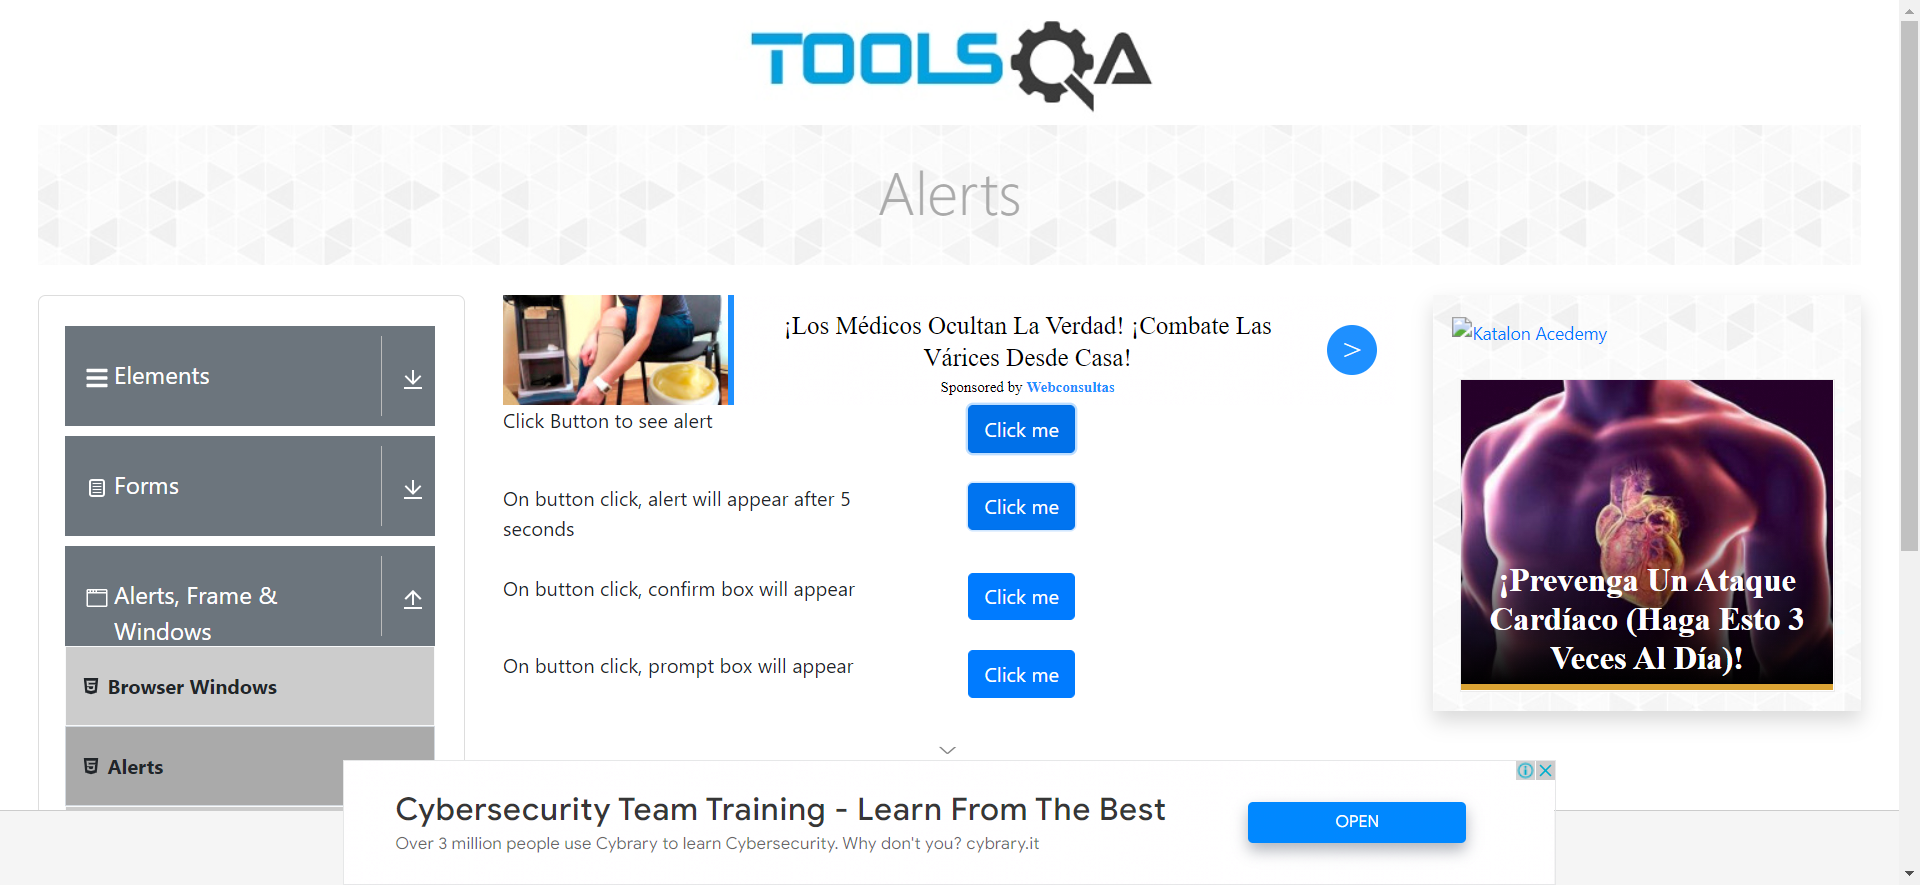 TOOLSQA
Alerts
Elements
Forms
Alerts, Frame &
Windows
Browser Windows
Alerts
¡Los Médicos Ocultan La Verdad! ¡Combate Las
Várices Desde Casa!
Sponsored by Webconsultas
>
Click Button to see alert
Click me
On button click, alert will appear after 5
seconds
Click me
On button click, confirm box will appear
Click me
On button click, prompt box will appear
Click me
Katalon Acedemy
¡Prevenga Un Ataque
Cardíaco (Haga Esto 3
Veces Al Día)!
Cybersecurity Team Training - Learn From The Best
Over 3 million people use Cybrary to learn Cybersecurity. Why don't you? cybrary.it
OPEN